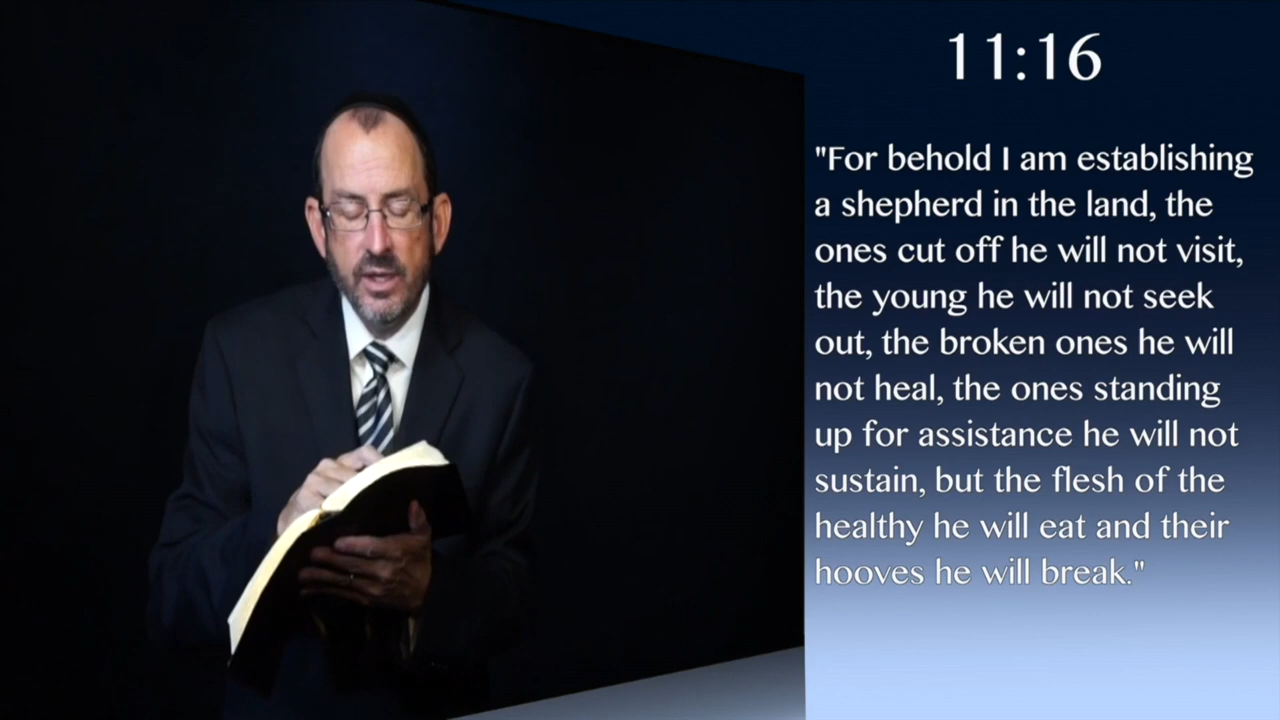 11:16
"For behold I am establishing
a shepherd in the land, the
ones cut off he will not visit,
the young he will not seek
out, the broken ones he will
not heal, the ones standing
up for assistance he will not
sustain, but the flesh of the
healthy he will eat and their
hooves he will break."